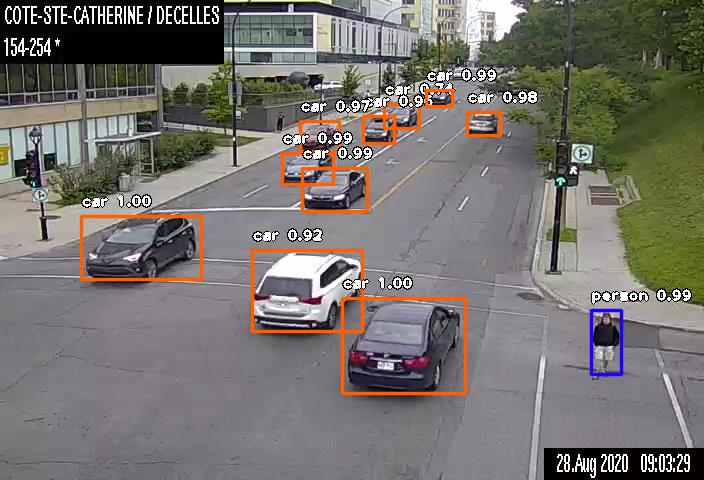 COTE-STE-CATHERINE / DECELLES
154-254 *
car 0.99
car 0.98
car 0.97
car 0.99
car 0.99
car 1.00
car 0.92
car 1.00
person 0.99
28.Aug 2020 09:03:29